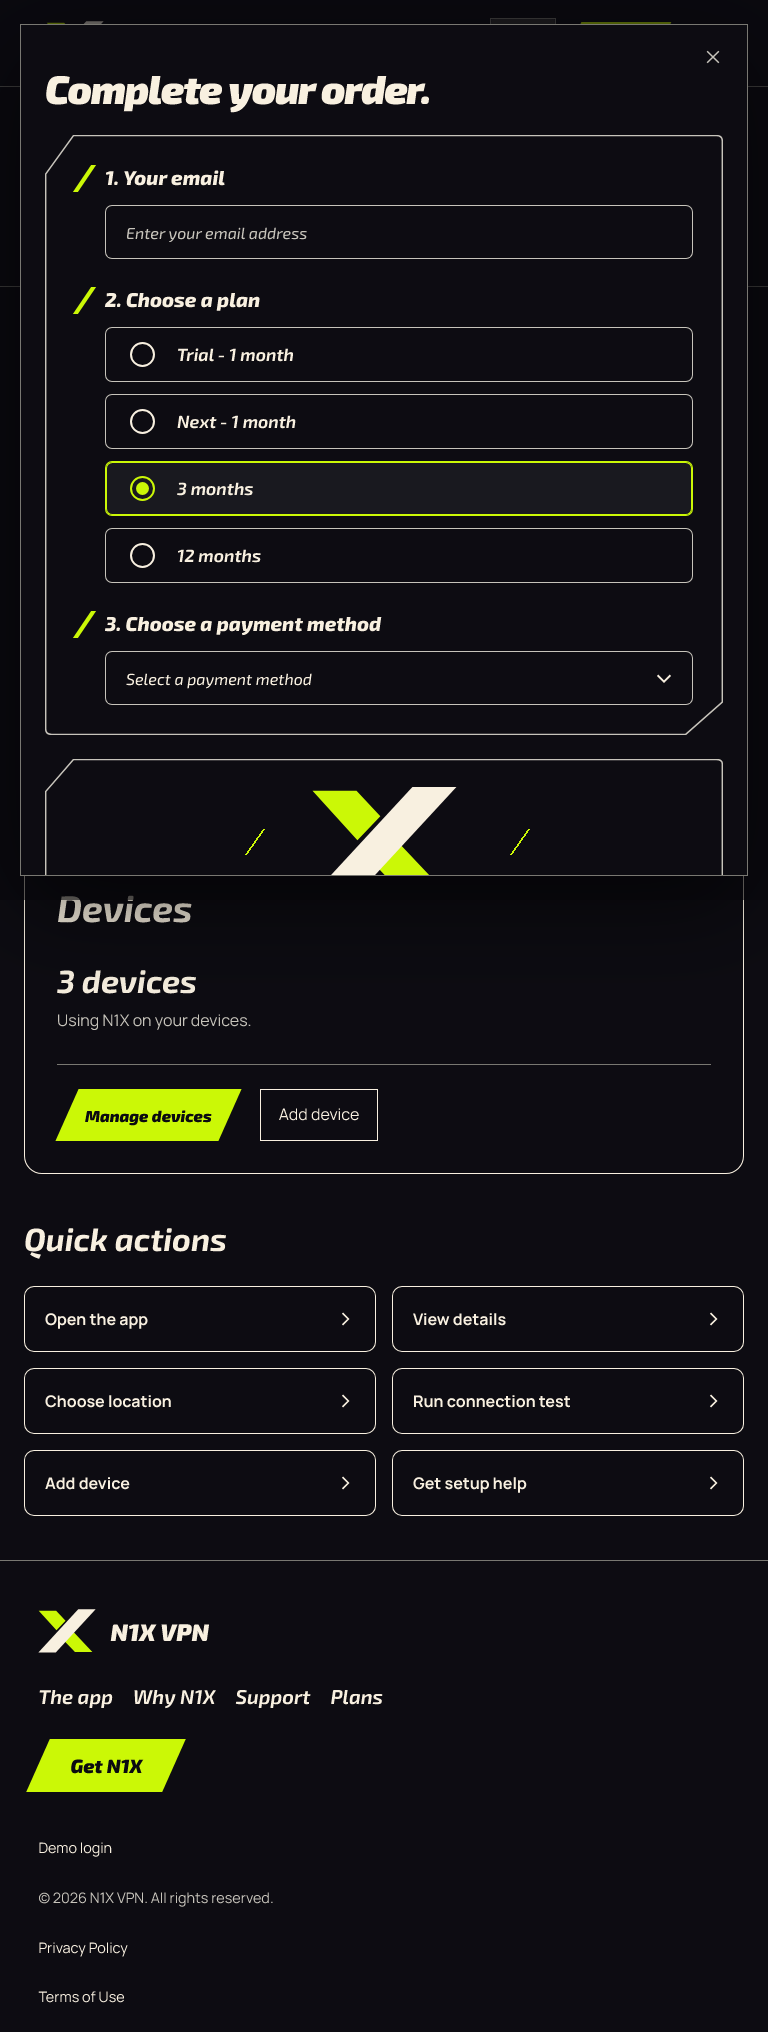 Complete your order.
1. Your email
Enter your email address
2. Choose a plan
Trial - 1 month
Next - 1 month
3 months
12 months
3. Choose a payment method
Select a payment method
Devices
3 devices
Using N1X on your devices.
Manage devices
Add device
Quick actions
Open the app
View details
Choose location
Run connection test
Add device
Get setup help
N1X VPN
The app Why N1X Support Plans
Get N1X
Demo login
© 2026 N1X VPN. All rights reserved.
Privacy Policy
Terms of Use